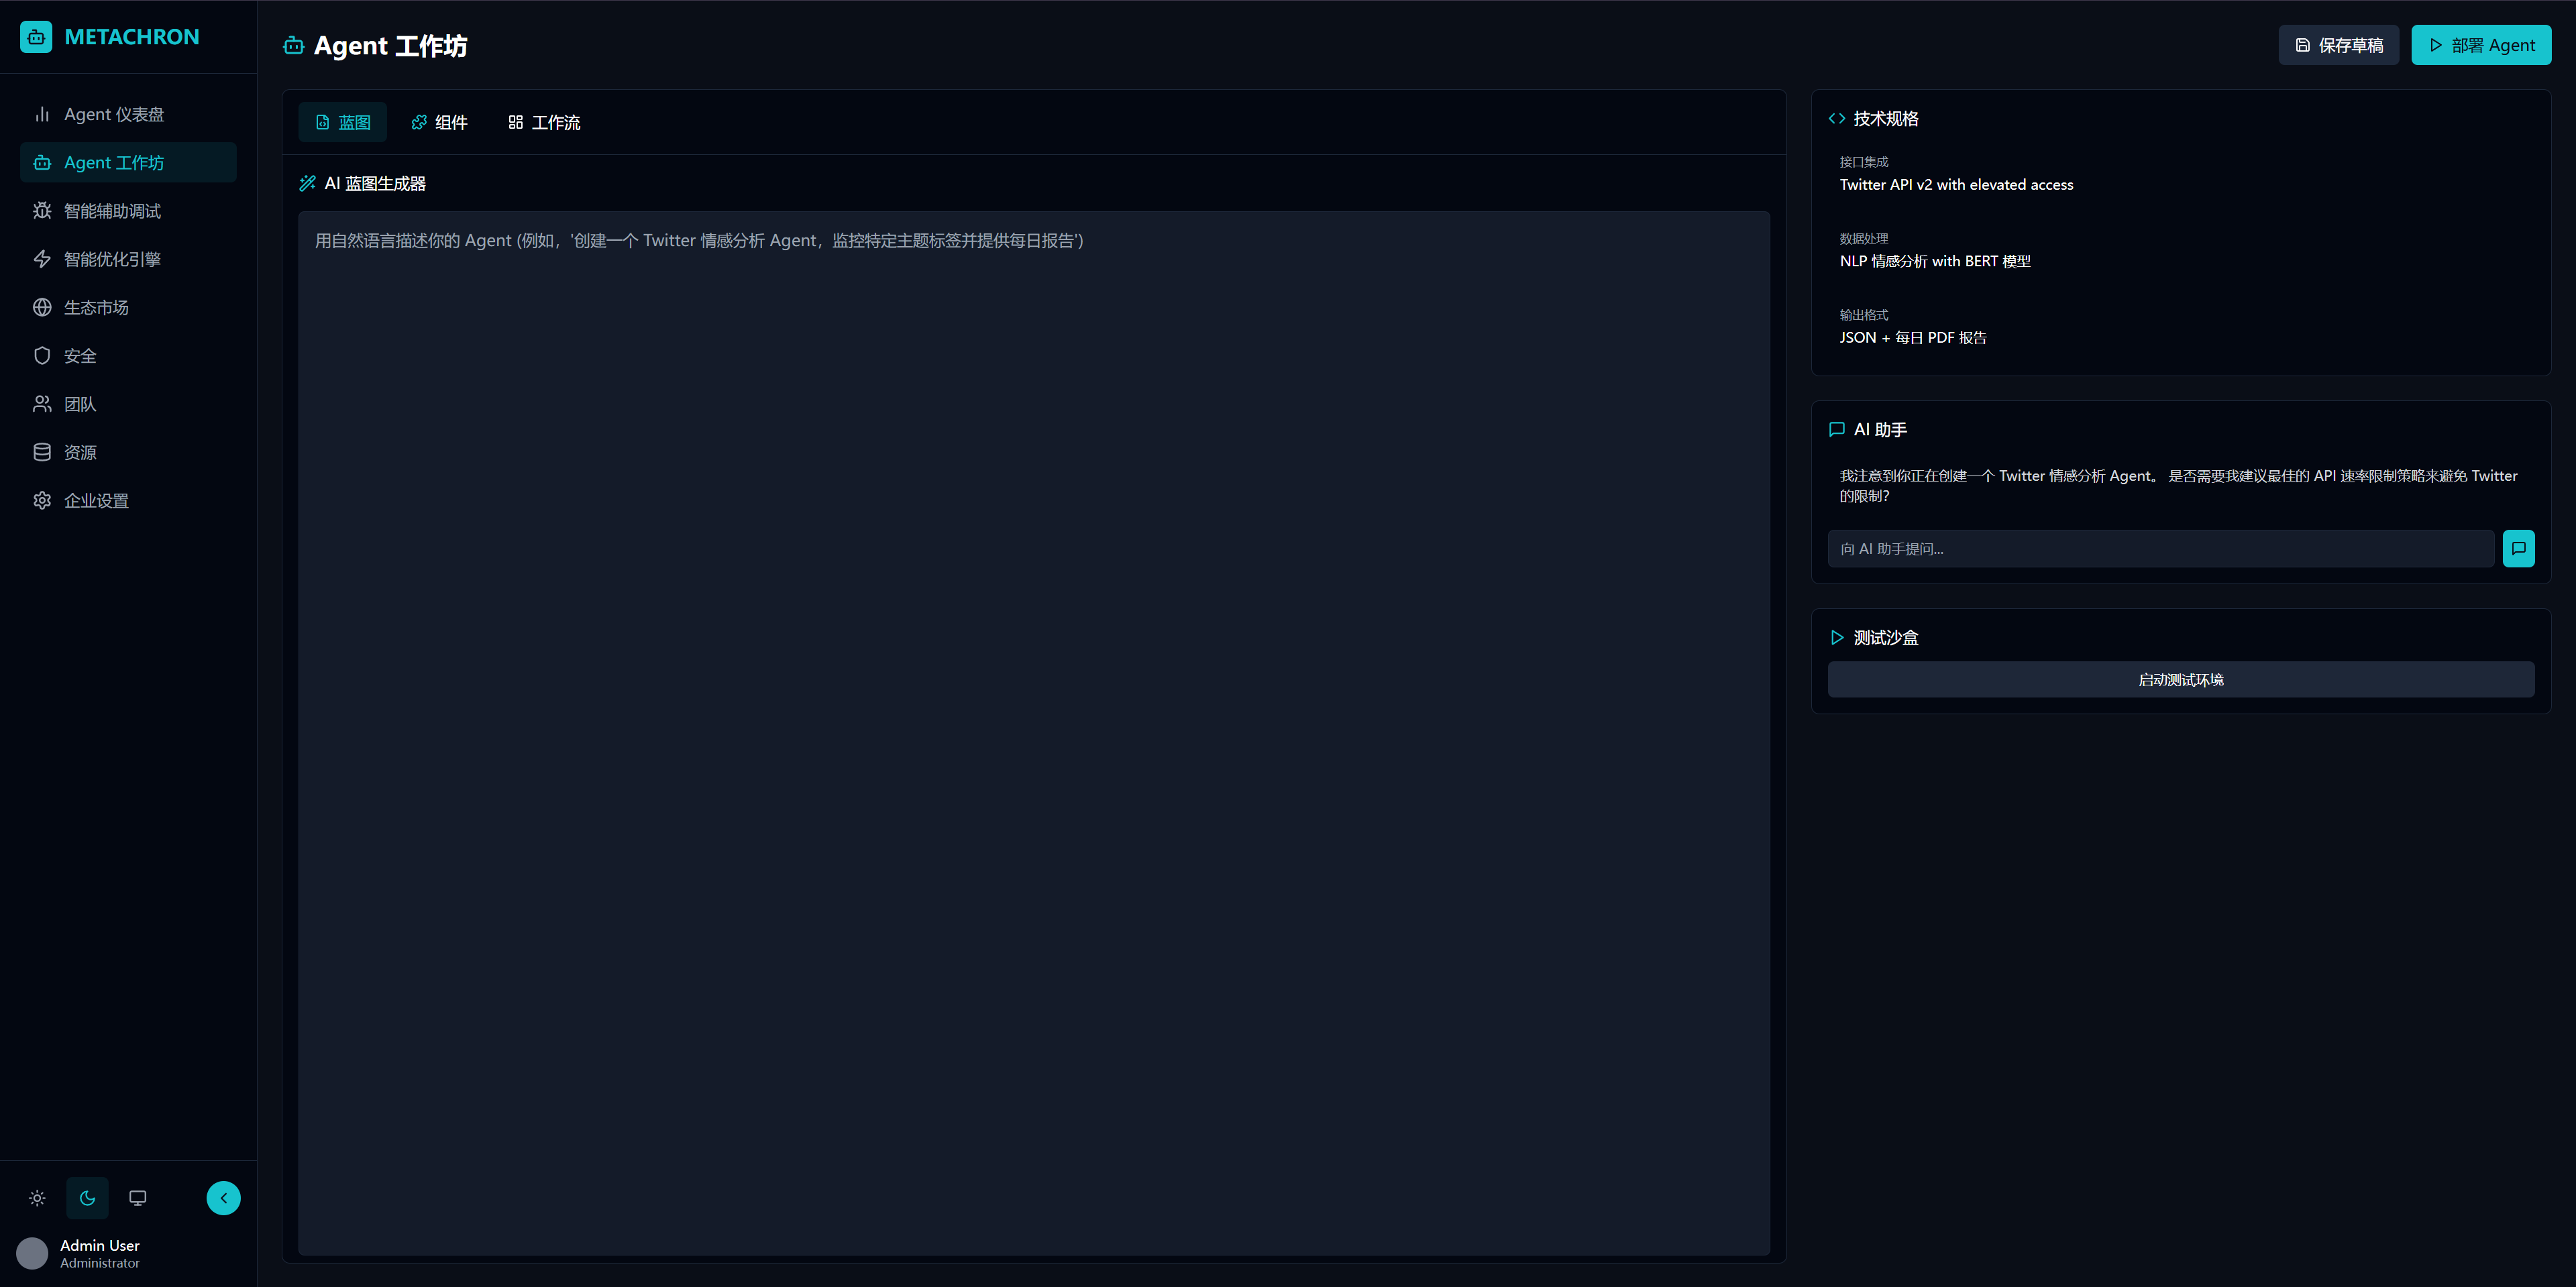 METACHRON
Agent 仪表盘
Agent 工作坊
智能辅助调试
智能优化引擎
生态市场
安全
团队
资源
企业设置
Admin User
Administrator
Agent 工作坊
保存草稿
部署 Agent
蓝图
组件
工作流
AI 蓝图生成器
用自然语言描述你的 Agent (例如，'创建一个 Twitter 情感分析 Agent，监控特定主题标签并提供每日报告')
技术规格
接口集成
Twitter API v2 with elevated access
数据处理
NLP 情感分析 with BERT 模型
输出格式
JSON + 每日 PDF 报告
AI 助手
我注意到你正在创建一个 Twitter 情感分析 Agent。 是否需要我建议最佳的 API 速率限制策略来避免 Twitter
的限制？
向 AI 助手提问...
测试沙盒
启动测试环境